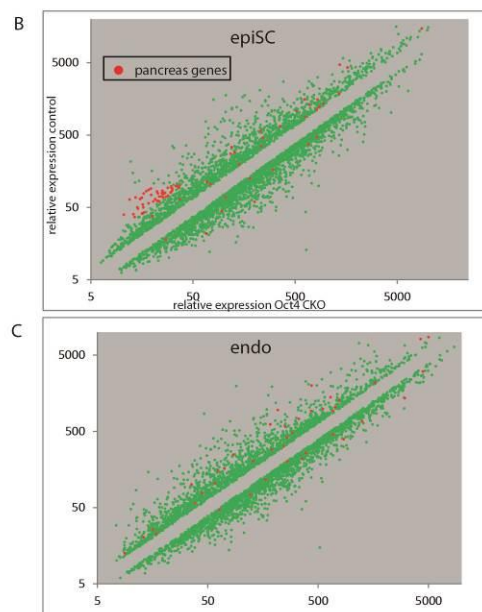 B
epiSC
5000
pancreas genes
500
50
5
relative expression control
5
50
500
5000
relative expression Oct4 CKO
C
endo
5000
500
50
5
5
50
500
5000